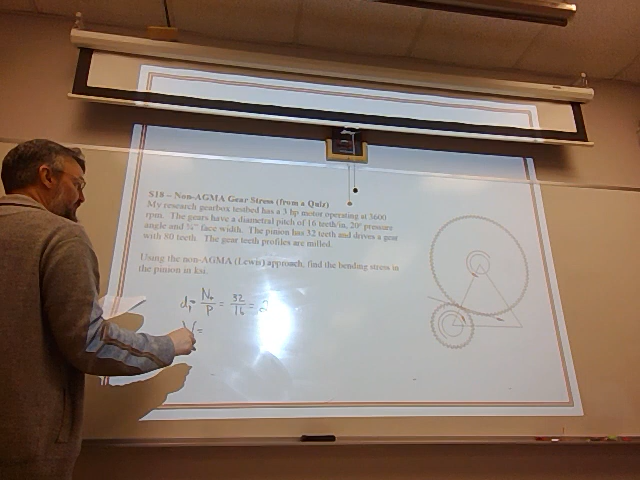 S18 – Non-AGMA Gear Stress (from a Quiz)
My research gearbox testbed has a 3 hp motor operating at 3600
rpm. The gears have a diametral pitch of 16 teeth/in, 20° pressure
angle and ¾" face width. The pinion has 32 teeth and drives a gear
with 80 teeth. The gear teeth profiles are milled.
Using the non-AGMA (Lewis) approach, find the bending stress in
the pinion in ksi.
dₚ = Nₚ/P = 32/16 = 2
V =